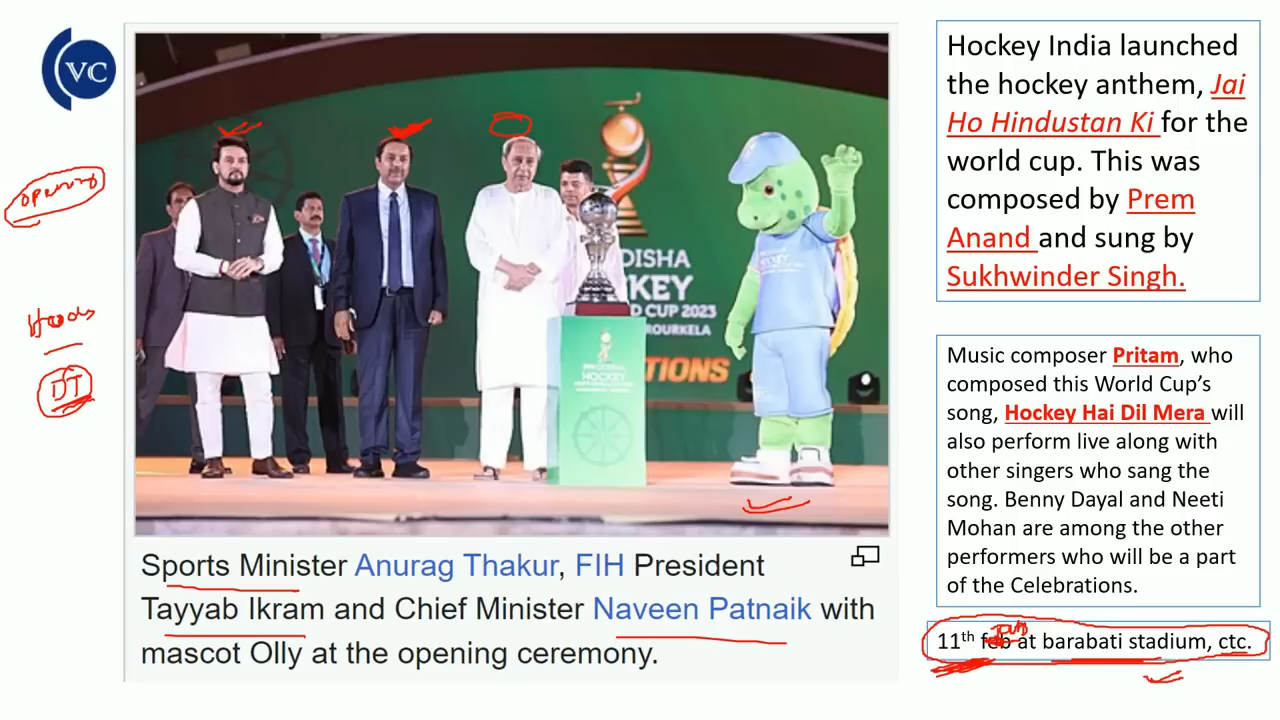 VC
opening
DT
ODISHA
HOCKEY
WORLD CUP 2023
ROURKELA
HOCKEY
Sports Minister Anurag Thakur, FIH President
Tayyab Ikram and Chief Minister Naveen Patnaik with
mascot Olly at the opening ceremony.
Hockey India launched
the hockey anthem, Jai
Ho Hindustan Ki for the
world cup. This was
composed by Prem
Anand and sung by
Sukhwinder Singh.
Music composer Pritam, who
composed this World Cup’s
song, Hockey Hai Dil Mera will
also perform live along with
other singers who sang the
song. Benny Dayal and Neeti
Mohan are among the other
performers who will be a part
of the Celebrations.
11th feb at barabati stadium, ctc.